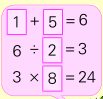 1 + 5 = 6
6 ÷ 2 = 3
3 × 8 = 24